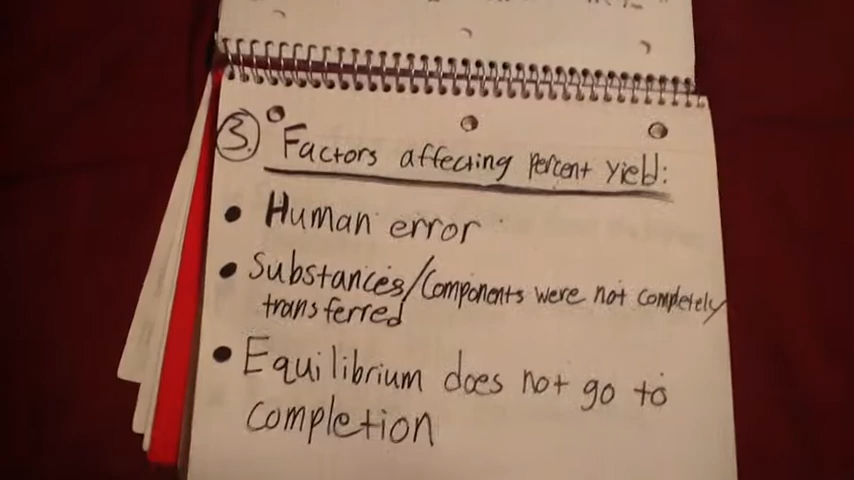 3. Factors affecting percent yield:
• Human error
• Substances/Components were not completely
transferred
• Equilibrium does not go to
completion